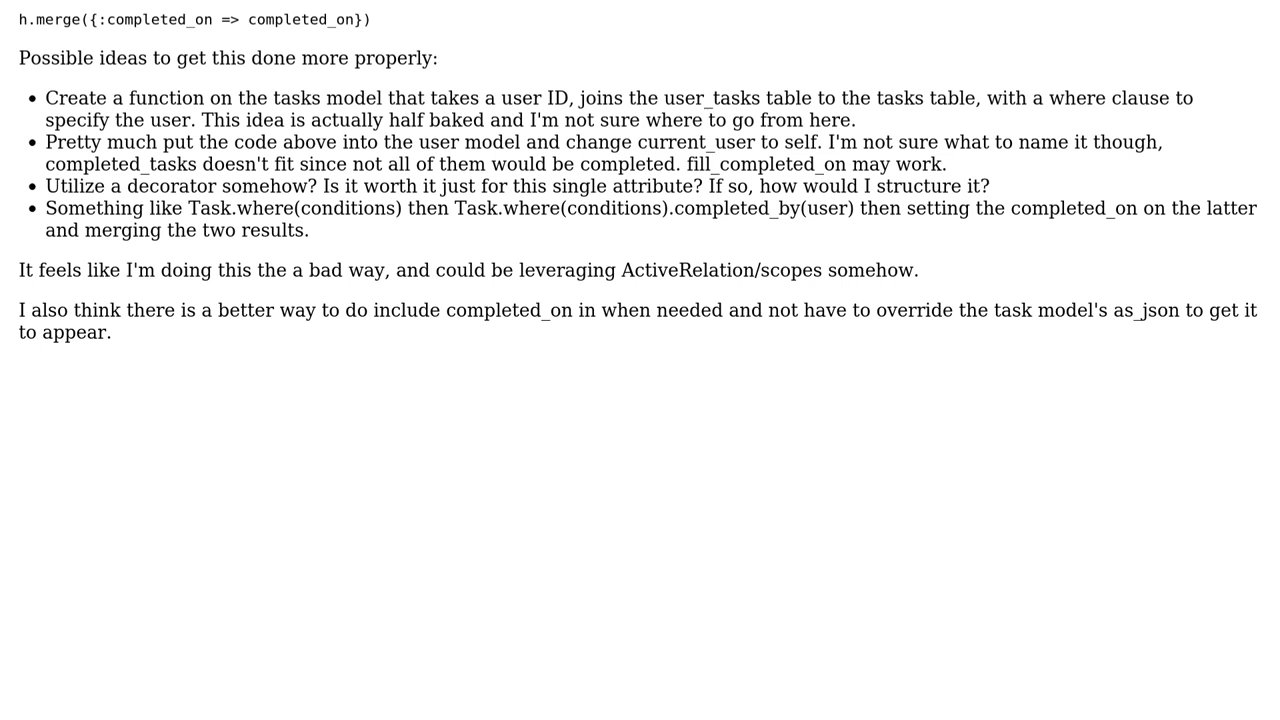 h.merge({:completed_on => completed_on})
Possible ideas to get this done more properly:
• Create a function on the tasks model that takes a user ID, joins the user_tasks table to the tasks table, with a where clause to
specify the user. This idea is actually half baked and I'm not sure where to go from here.
• Pretty much put the code above into the user model and change current_user to self. I'm not sure what to name it though,
completed_tasks doesn't fit since not all of them would be completed. fill_completed_on may work.
• Utilize a decorator somehow? Is it worth it just for this single attribute? If so, how would I structure it?
• Something like Task.where(conditions) then Task.where(conditions).completed_by(user) then setting the completed_on on the latter
and merging the two results.
It feels like I'm doing this the a bad way, and could be leveraging ActiveRelation/scopes somehow.
I also think there is a better way to do include completed_on in when needed and not have to override the task model's as_json to get it
to appear.